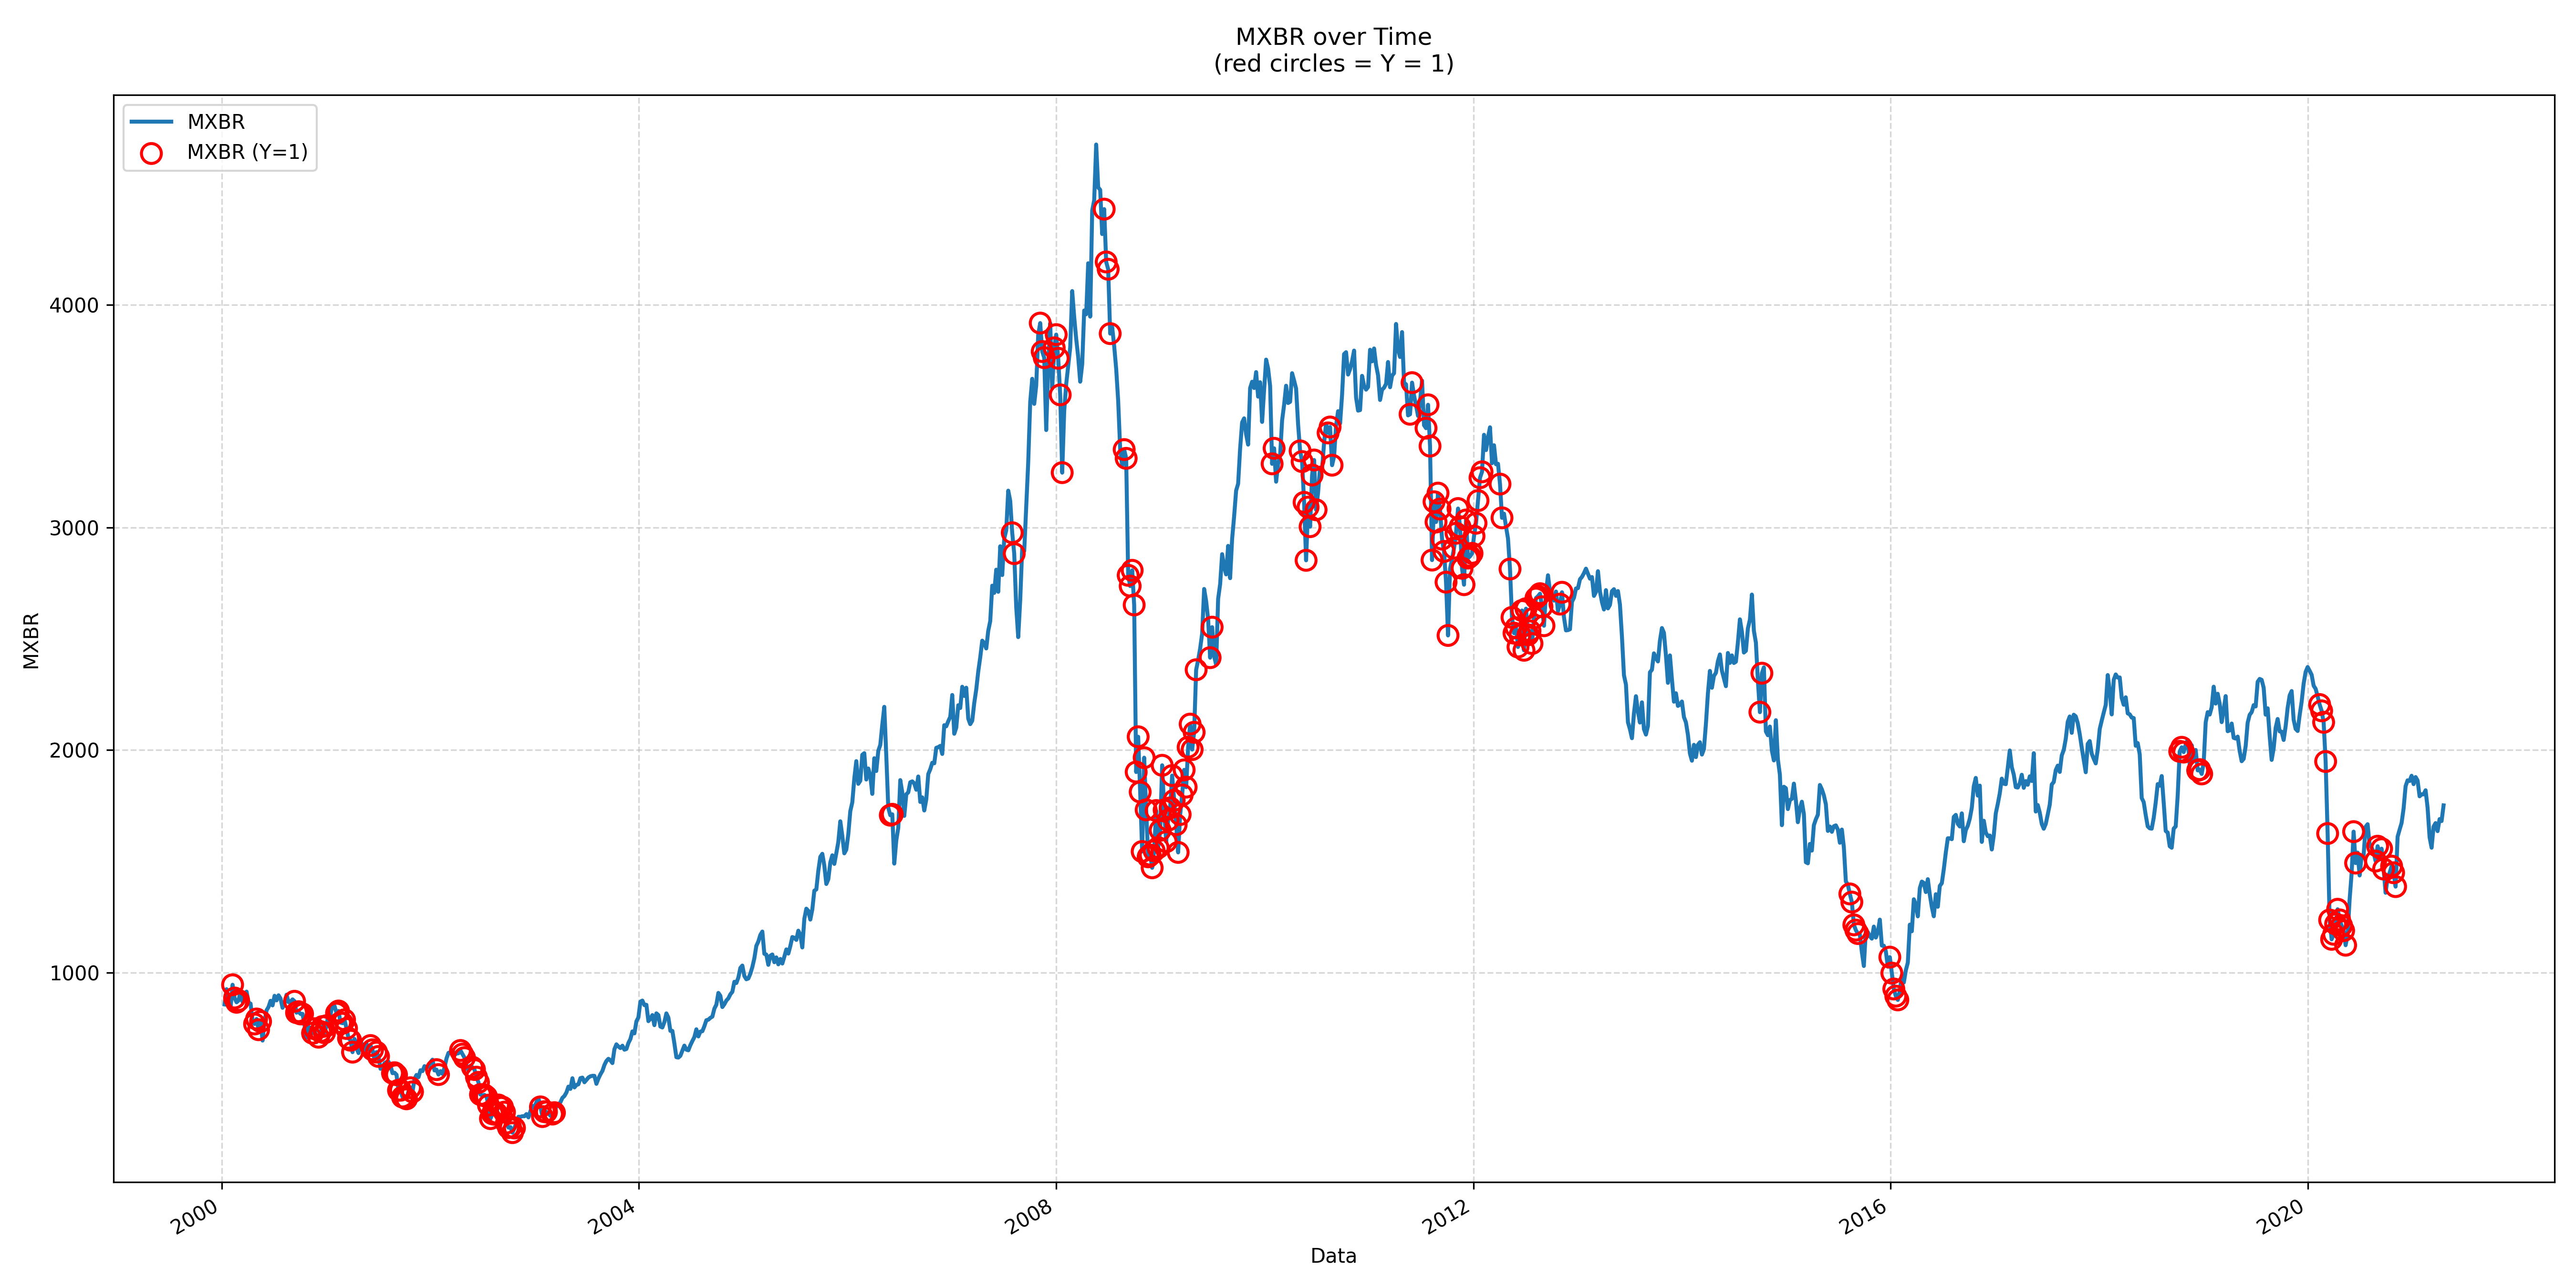 MXBR over Time
(red circles = Y = 1)
MXBR
MXBR (Y=1)
MXBR
4000
3000
2000
1000
2000
2004
2008
2012
2016
2020
Data